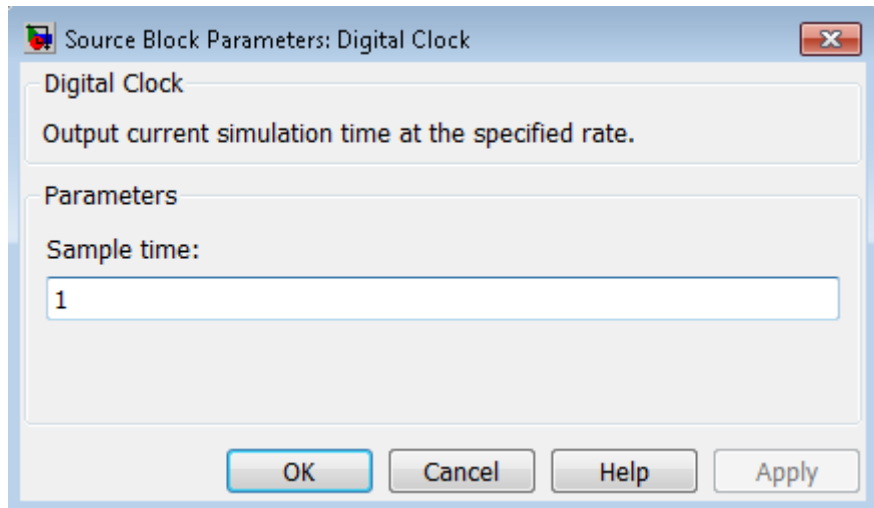 Source Block Parameters: Digital Clock
Digital Clock
Output current simulation time at the specified rate.
Parameters
Sample time:
1
OK Cancel Help Apply